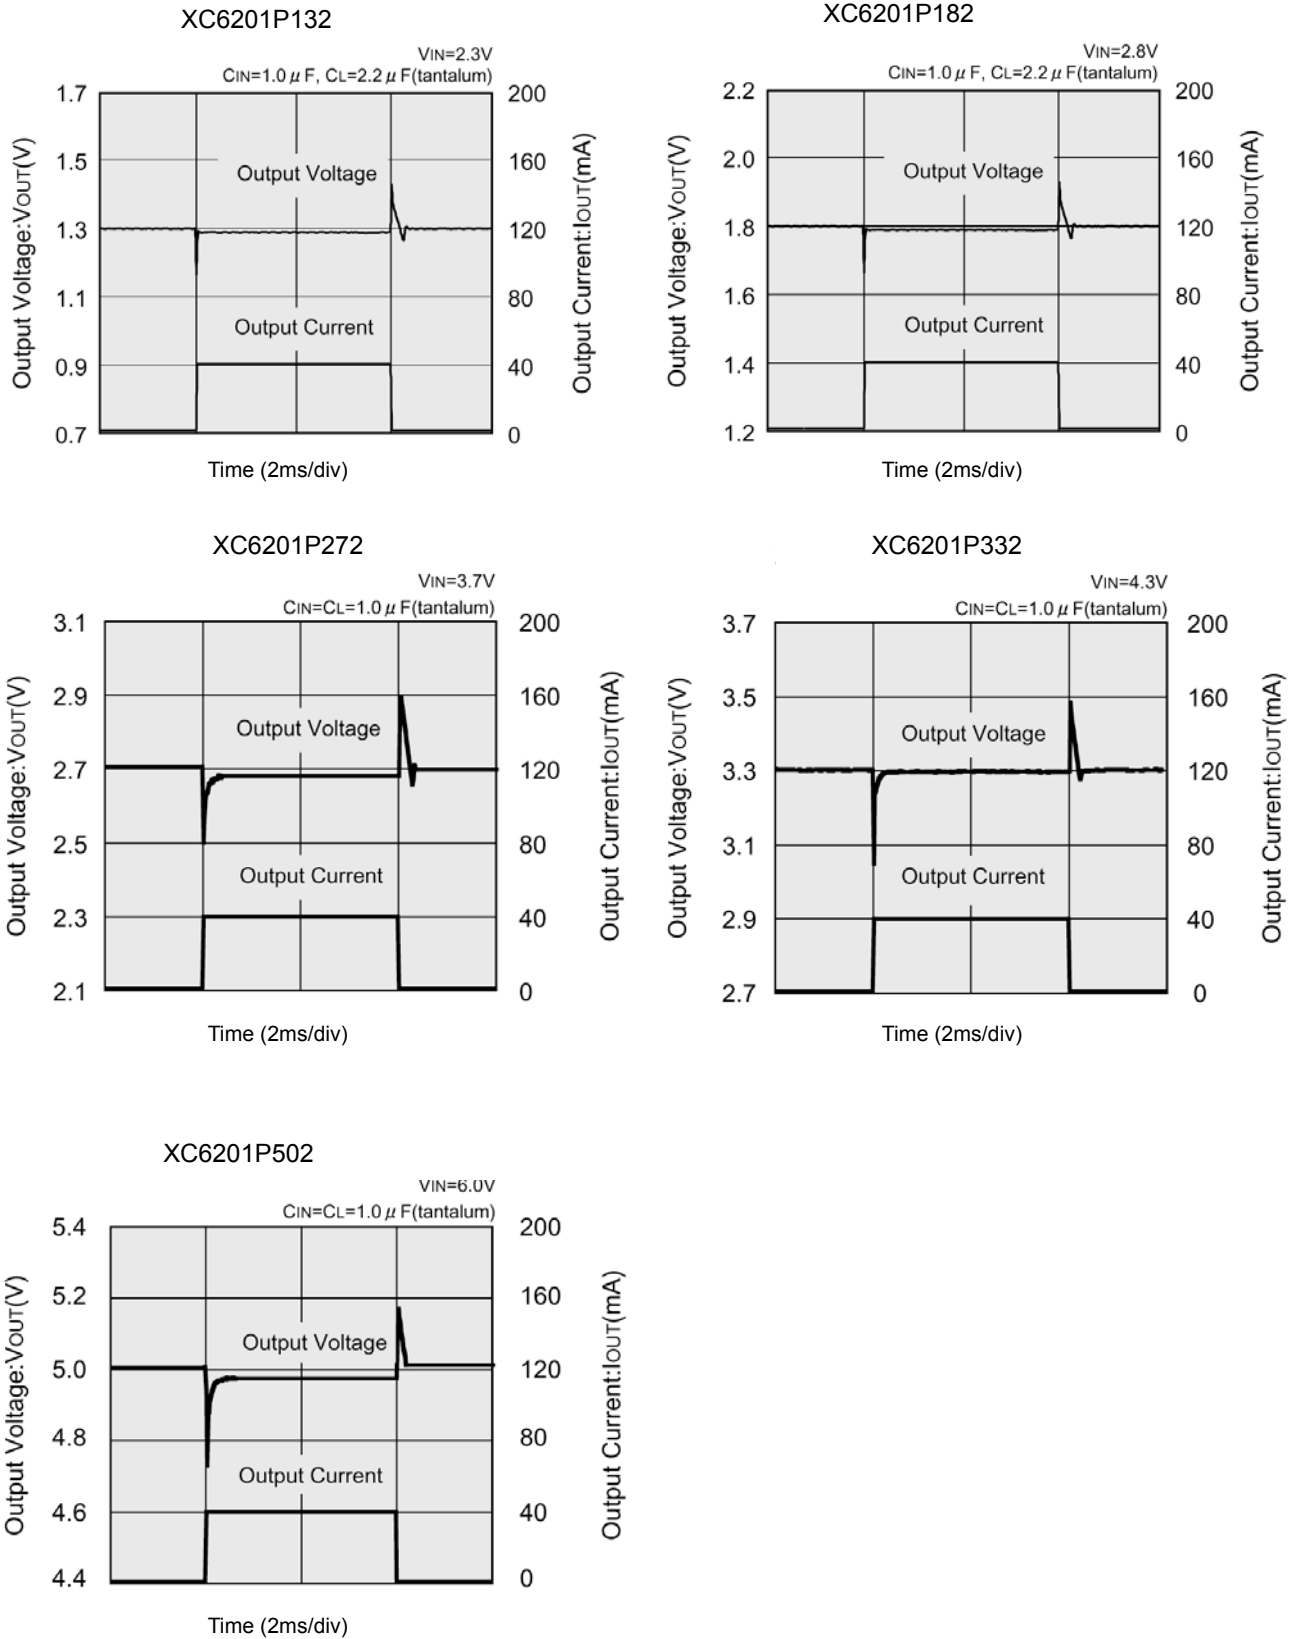 XC6201P132
VIN=2.3V
CIN=1.0 μ F, CL=2.2 μ F(tantalum)
Output Voltage:VOUT(V)
1.7
1.5
1.3
1.1
0.9
0.7
Output Voltage
Output Current
200
160
120
80
40
0
Output Current:IOUT(mA)
Time (2ms/div)
XC6201P182
VIN=2.8V
CIN=1.0 μ F, CL=2.2 μ F(tantalum)
Output Voltage:VOUT(V)
2.2
2.0
1.8
1.6
1.4
1.2
Output Voltage
Output Current
200
160
120
80
40
0
Output Current:IOUT(mA)
Time (2ms/div)
XC6201P272
VIN=3.7V
CIN=CL=1.0 μ F(tantalum)
Output Voltage:VOUT(V)
3.1
2.9
2.7
2.5
2.3
2.1
Output Voltage
Output Current
200
160
120
80
40
0
Output Current:IOUT(mA)
Time (2ms/div)
XC6201P332
VIN=4.3V
CIN=CL=1.0 μ F(tantalum)
Output Voltage:VOUT(V)
3.7
3.5
3.3
3.1
2.9
2.7
Output Voltage
Output Current
200
160
120
80
40
0
Output Current:IOUT(mA)
Time (2ms/div)
XC6201P502
VIN=6.0V
CIN=CL=1.0 μ F(tantalum)
Output Voltage:VOUT(V)
5.4
5.2
5.0
4.8
4.6
4.4
Output Voltage
Output Current
200
160
120
80
40
0
Output Current:IOUT(mA)
Time (2ms/div)